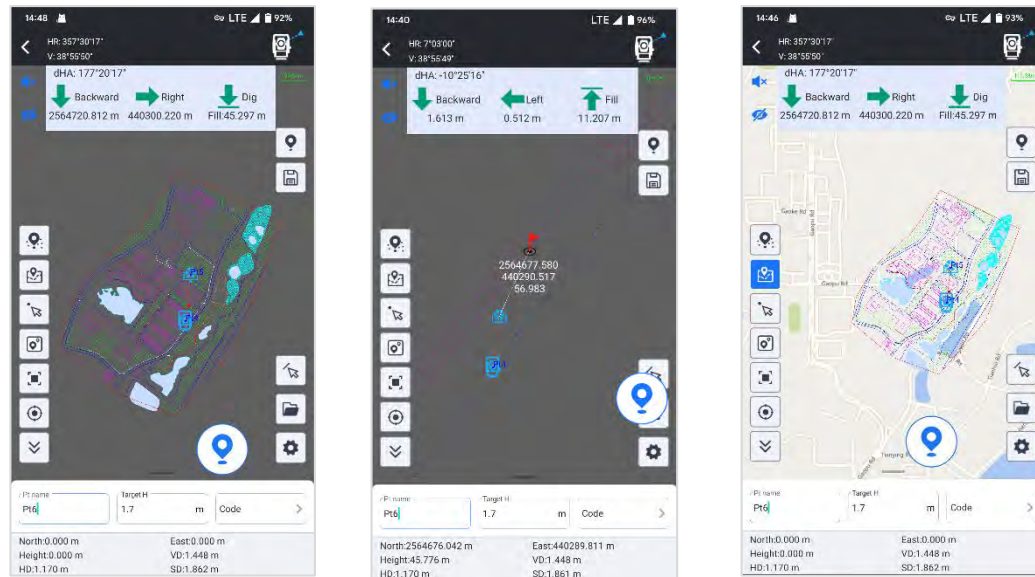 14:48
LTE 92%
HR: 357°30'17"
V: 38°55'50"
dHA: 177°20'17"
Backward Right Dig
2564720.812 m 440300.220 m Fill:45.297 m
Pt5
Pt name
Pt6
Target H
1.7 m
Code
North:0.000 m East:0.000 m
Height:0.000 m VD:1.448 m
HD:1.170 m SD:1.862 m
14:40
LTE 96%
HR: 7°03'00"
V: 38°55'49"
dHA: -10°25'16"
Backward Left Fill
1.613 m 0.512 m 11.207 m
2564677.580
440290.517
56.983
Pt4
Pt name
Pt6
Target H
1.7 m
Code
North:2564676.042 m East:440289.811 m
Height:45.776 m VD:1.448 m
HD:1.170 m SD:1.861 m
14:46
LTE 93%
HR: 357°30'17"
V: 38°55'50"
dHA: 177°20'17"
Backward Right Dig
2564720.812 m 440300.220 m Fill:45.297 m
Gaoke Rd
Gaopu Rd
Pt5
Pt name
Pt6
Target H
1.7 m
Code
North:0.000 m East:0.000 m
Height:0.000 m VD:1.448 m
HD:1.170 m SD:1.862 m